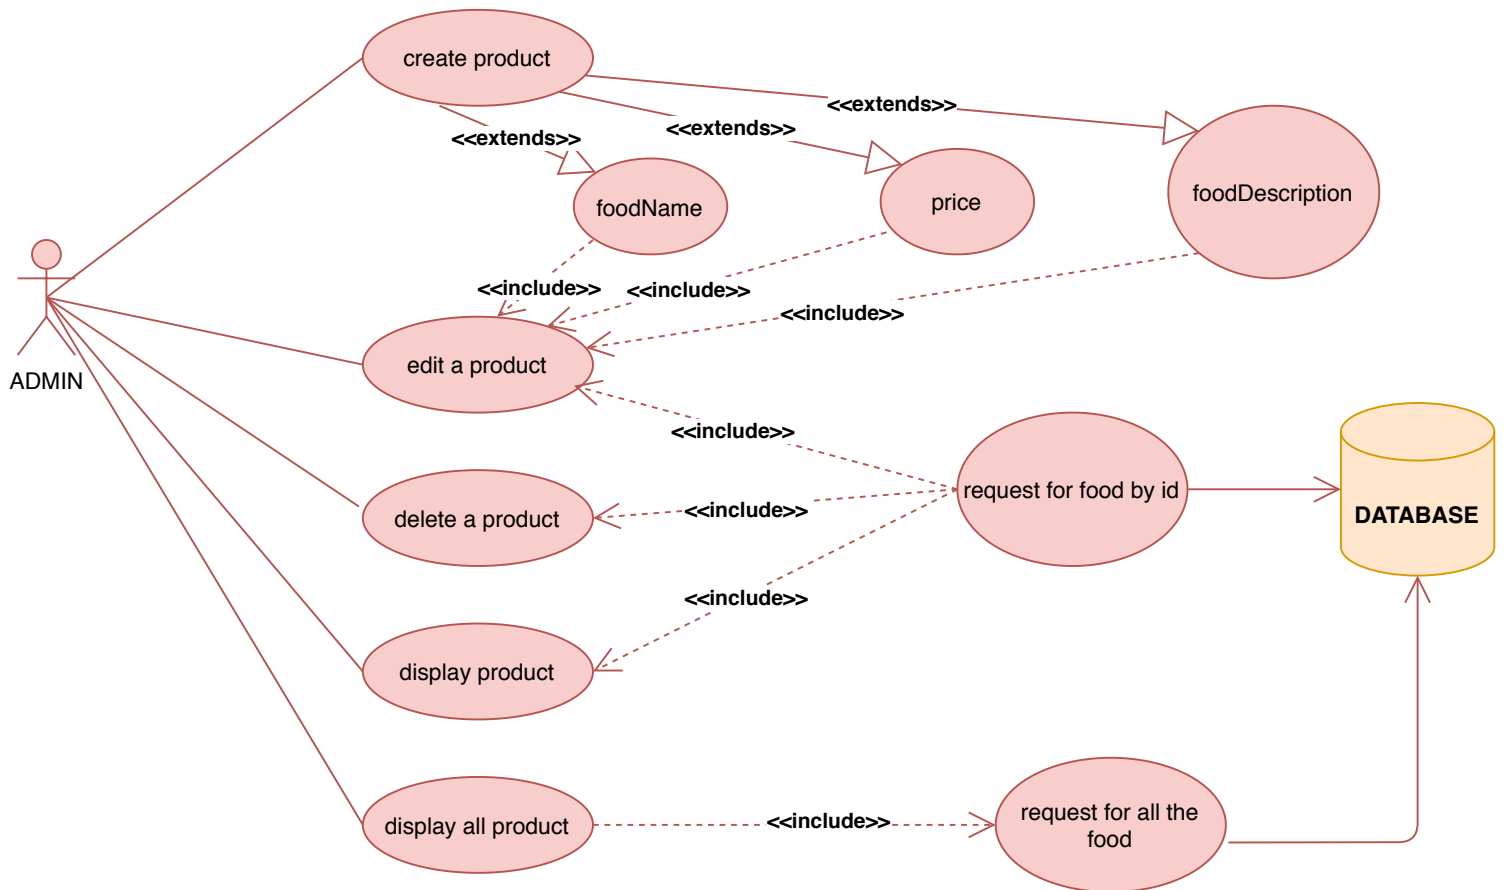 create product
<<extends>>
<<extends>>
<<extends>>
foodName
price
foodDescription
ADMIN
<<include>>
<<include>>
<<include>>
edit a product
<<include>>
request for food by id
DATABASE
delete a product
<<include>>
<<include>>
display product
display all product
<<include>>
request for all the
food